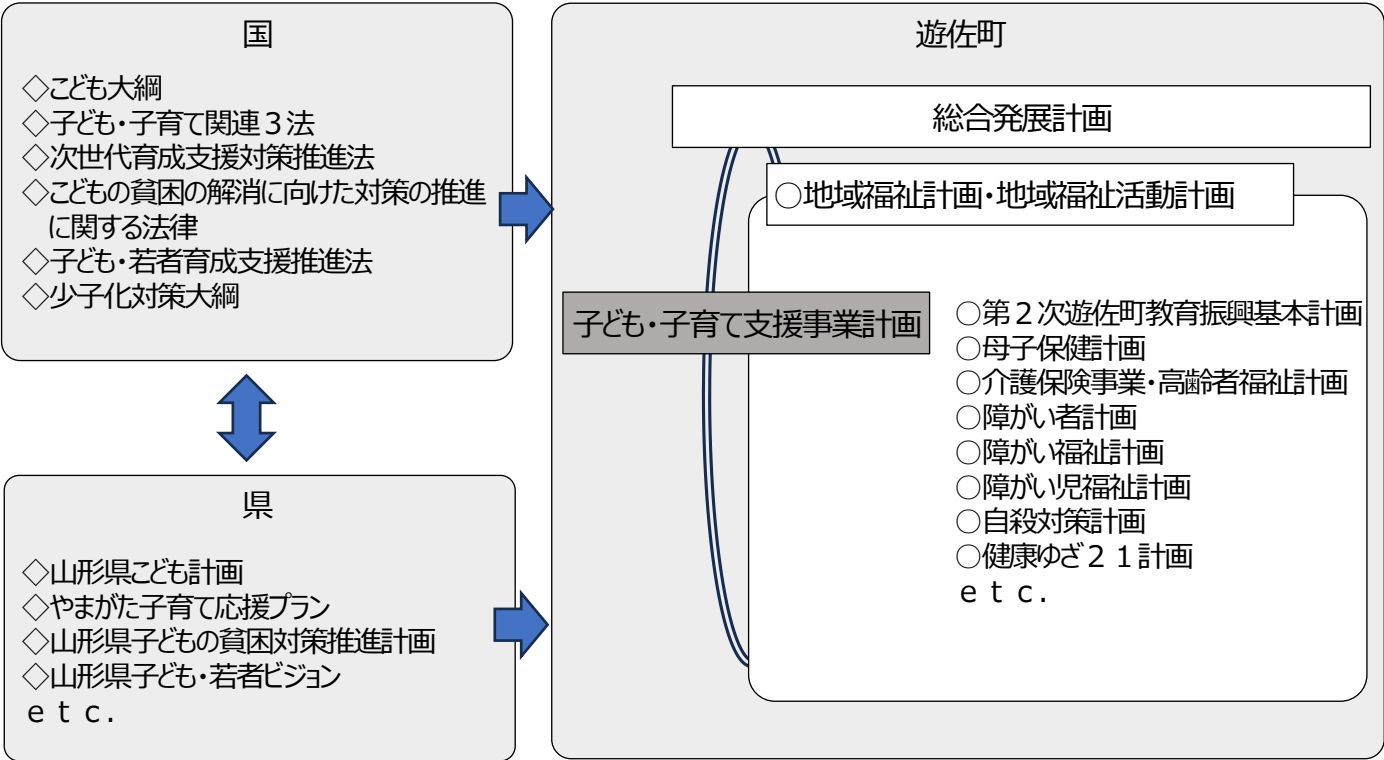 国
◇こども大綱
◇子ども・子育て関連３法
◇次世代育成支援対策推進法
◇こどもの貧困の解消に向けた対策の推進
に関する法律
◇子ども・若者育成支援推進法
◇少子化対策大綱
県
◇山形県こども計画
◇やまがた子育て応援プラン
◇山形県子どもの貧困対策推進計画
◇山形県子ども・若者ビジョン
ｅｔｃ.
遊佐町
総合発展計画
○地域福祉計画・地域福祉活動計画
子ども・子育て支援事業計画
○第２次遊佐町教育振興基本計画
○母子保健計画
○介護保険事業・高齢者福祉計画
○障がい者計画
○障がい福祉計画
○障がい児福祉計画
○自殺対策計画
○健康ゆざ２１計画
ｅｔｃ.